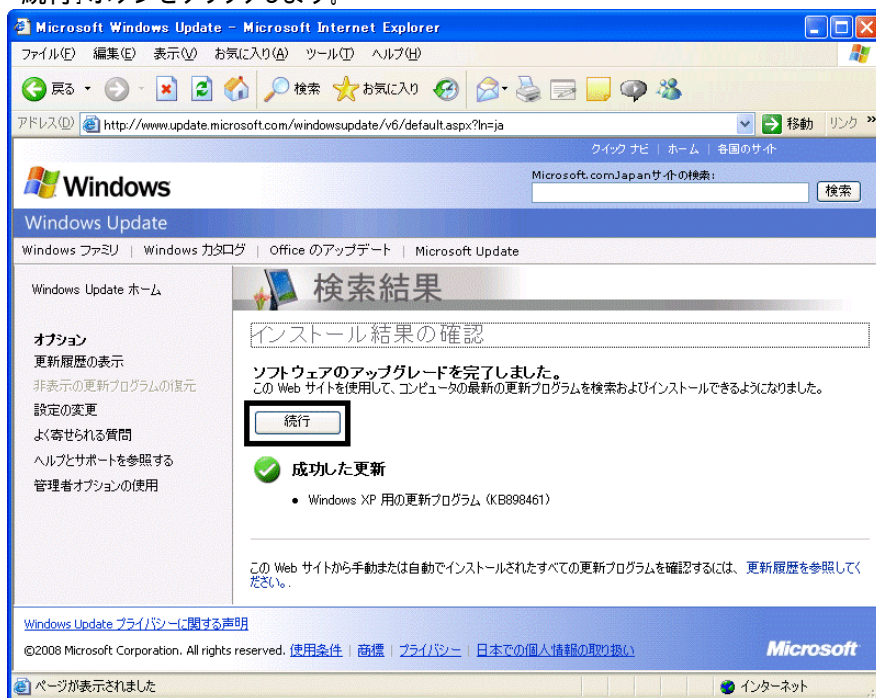 続行]ボタンをクリックします。
Microsoft Windows Update - Microsoft Internet Explorer
ファイル(F) 編集(E) 表示(V) お気に入り(A) ツール(T) ヘルプ(H)
戻る 検索 お気に入り
アドレス(D) http://www.update.microsoft.com/windowsupdate/v6/default.aspx?ln=ja 移動 リンク »
クイック ナビ | ホーム | 各国のサイト
Windows
Microsoft.comJapanサイトの検索:
検索
Windows Update
Windows ファミリ | Windows カタログ | Office のアップデート | Microsoft Update
Windows Update ホーム
オプション
更新履歴の表示
非表示の更新プログラムの復元
設定の変更
よく寄せられる質問
ヘルプとサポートを参照する
管理者オプションの使用
検索結果
インストール結果の確認
ソフトウェアのアップグレードを完了しました。
この Web サイトを使用して、コンピュータの最新の更新プログラムを検索およびインストールできるようになりました。
続行
成功した更新
• Windows XP 用の更新プログラム (KB898461)
この Web サイトから手動または自動でインストールされたすべての更新プログラムを確認するには、更新履歴を参照してく
ださい。.
Windows Update プライバシーに関する声明
©2008 Microsoft Corporation. All rights reserved. 使用条件 | 商標 | プライバシー | 日本での個人情報の取り扱い
Microsoft
ページが表示されました インターネット